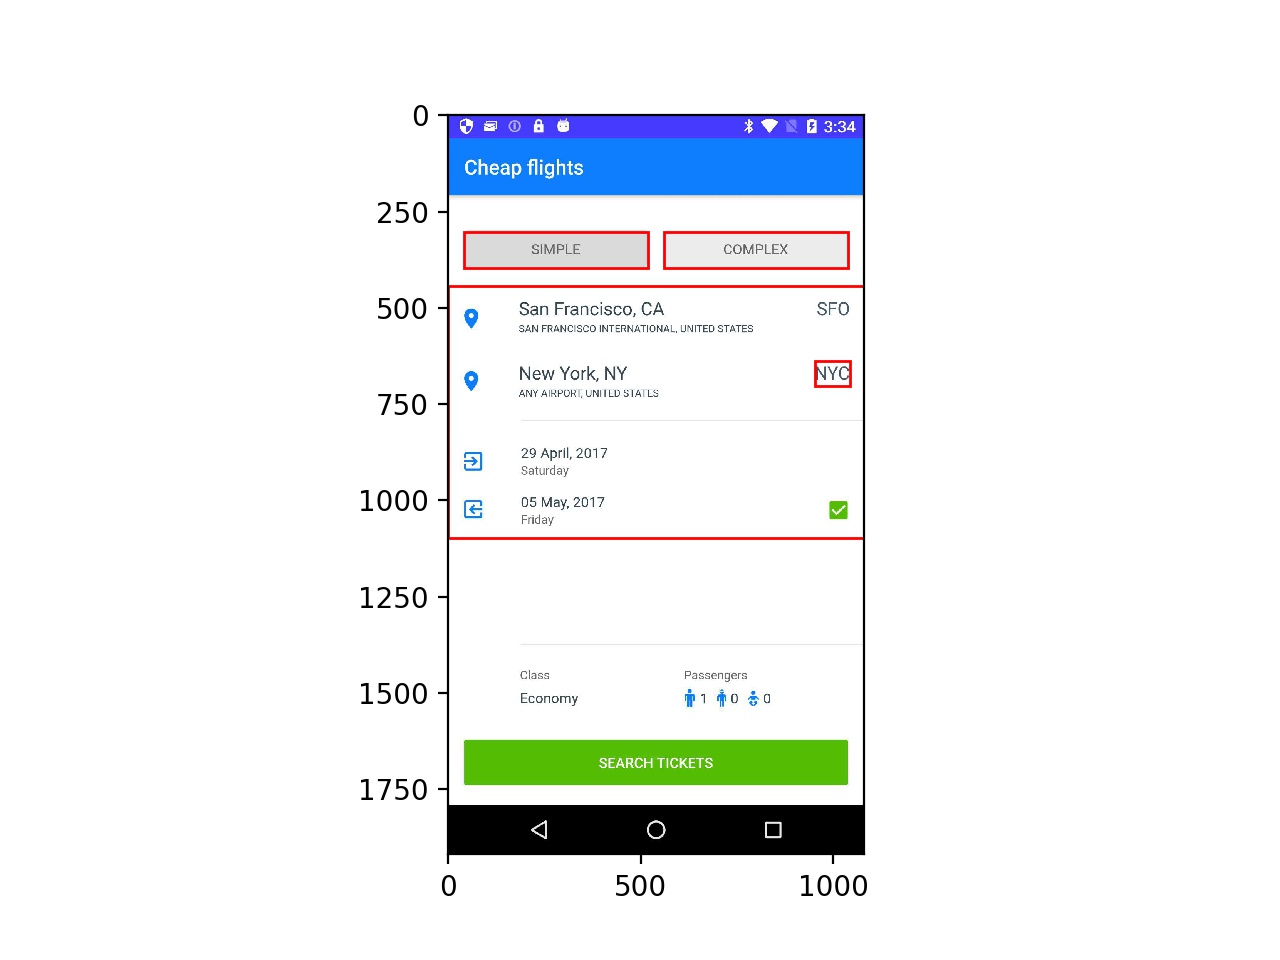 0
250
500
750
1000
1250
1500
1750
3:34
Cheap flights
SIMPLE
COMPLEX
San Francisco, CA
SFO
SAN FRANCISCO INTERNATIONAL, UNITED STATES
New York, NY
NYC
ANY AIRPORT, UNITED STATES
29 April, 2017
Saturday
05 May, 2017
Friday
Class
Passengers
Economy
1 0 0
SEARCH TICKETS
0 500 1000